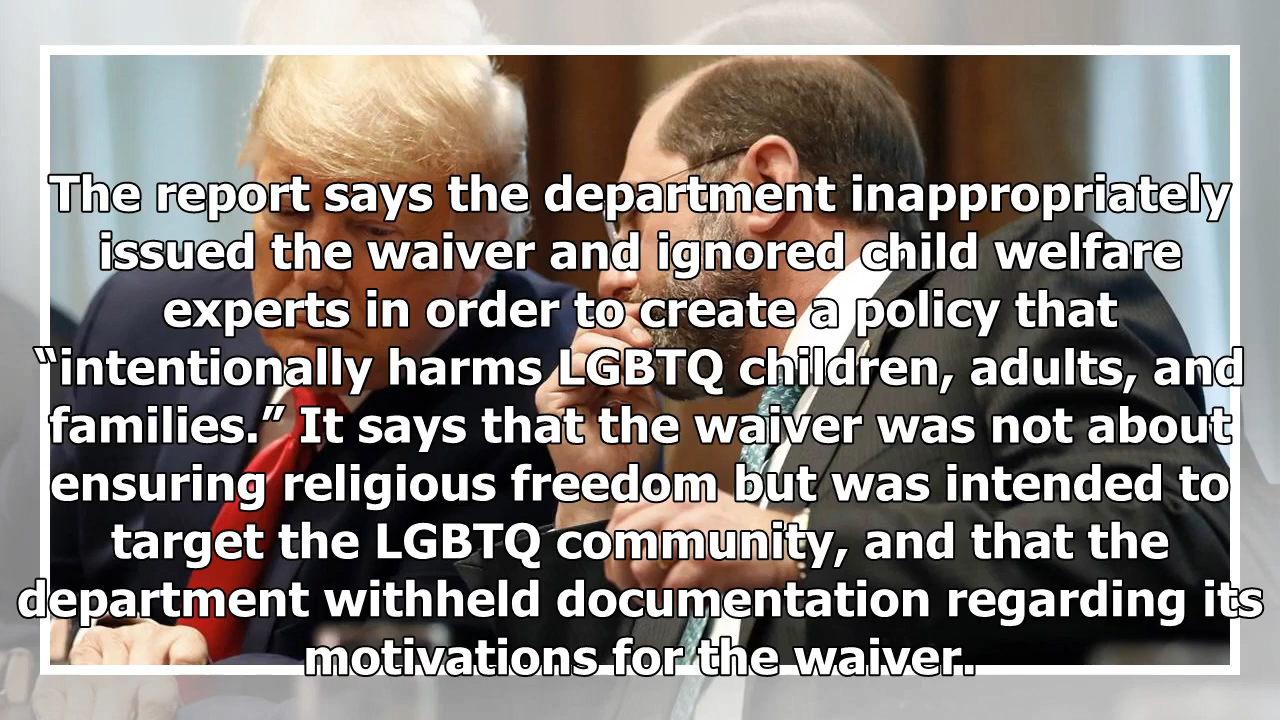 The report says the department inappropriately
issued the waiver and ignored child welfare
experts in order to create a policy that
“intentionally harms LGBTQ children, adults, and
families.” It says that the waiver was not about
ensuring religious freedom but was intended to
target the LGBTQ community, and that the
department withheld documentation regarding its
motivations for the waiver.